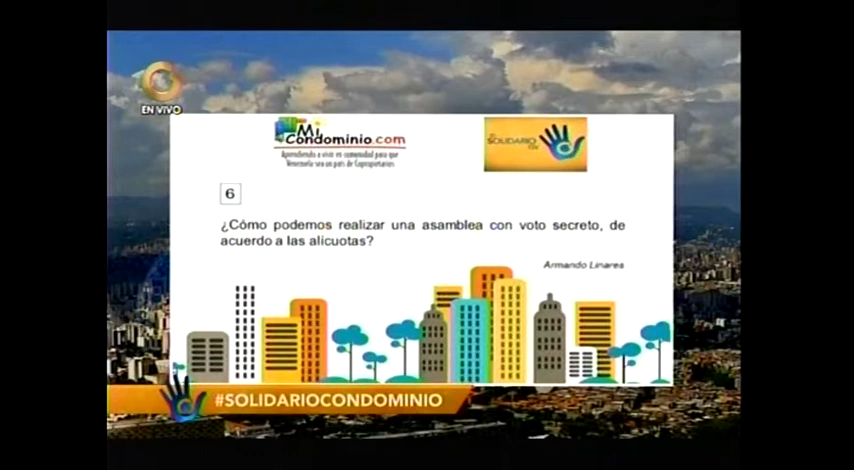 EN VIVO
Mi
Condominio.com
Aprendiendo a vivir en comunidad para que
Venezuela sea un país de Copropietarios
SOLIDARIO
6
¿Cómo podemos realizar una asamblea con voto secreto, de
acuerdo a las alícuotas?
Armando Linares
#SOLIDARIOCONDOMINIO